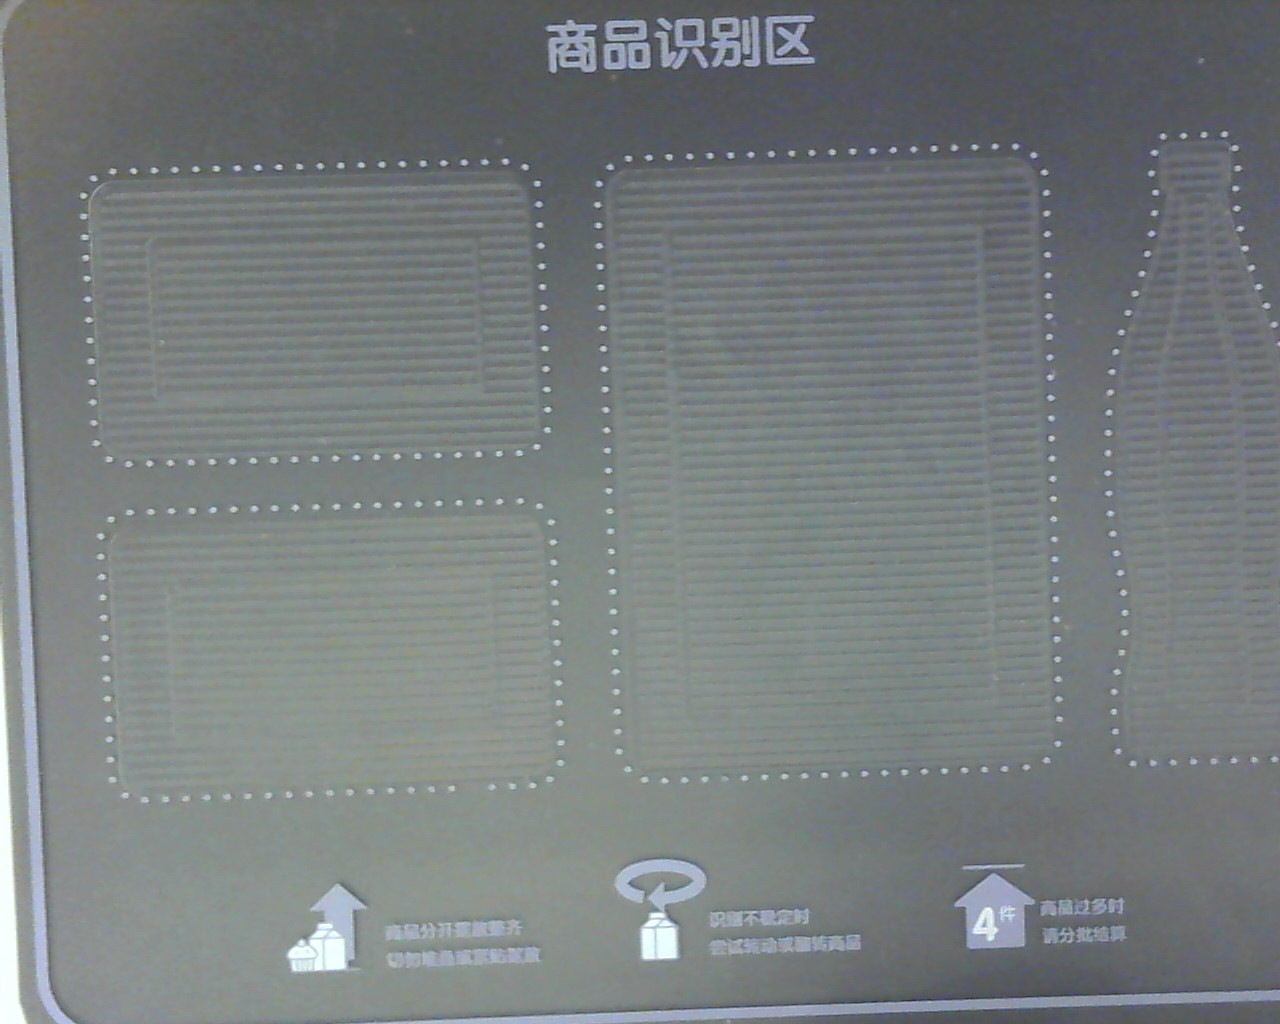 商品识别区
商品分开摆放整齐
切勿堆叠或紧贴放置
识别不稳定时
尝试转动或翻转商品
4件
商品过多时
请分批结算